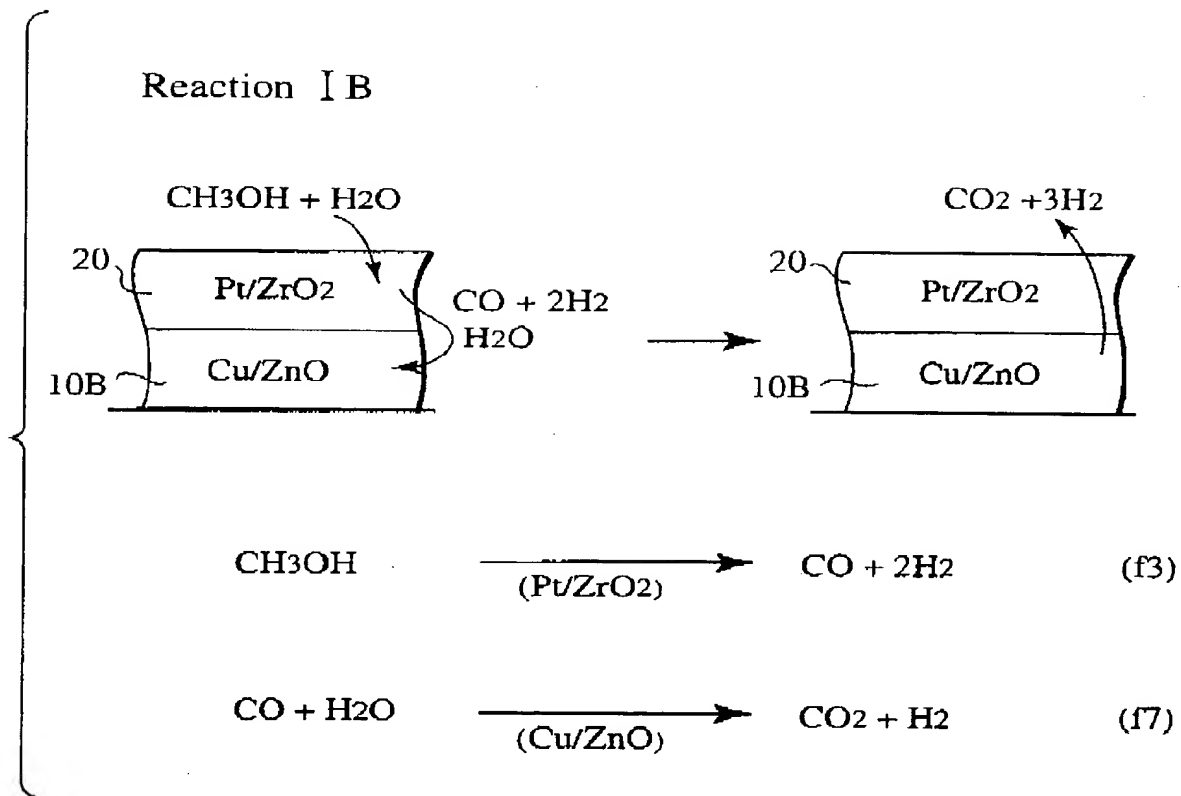 Reaction I B
CH3OH + H2O
CO2 +3H2
20
Pt/ZrO2
CO + 2H2
H2O
10B
Cu/ZnO
20
Pt/ZrO2
10B
Cu/ZnO
CH3OH (Pt/ZrO2) CO + 2H2 (f3)
CO + H2O (Cu/ZnO) CO2 + H2 (f7)